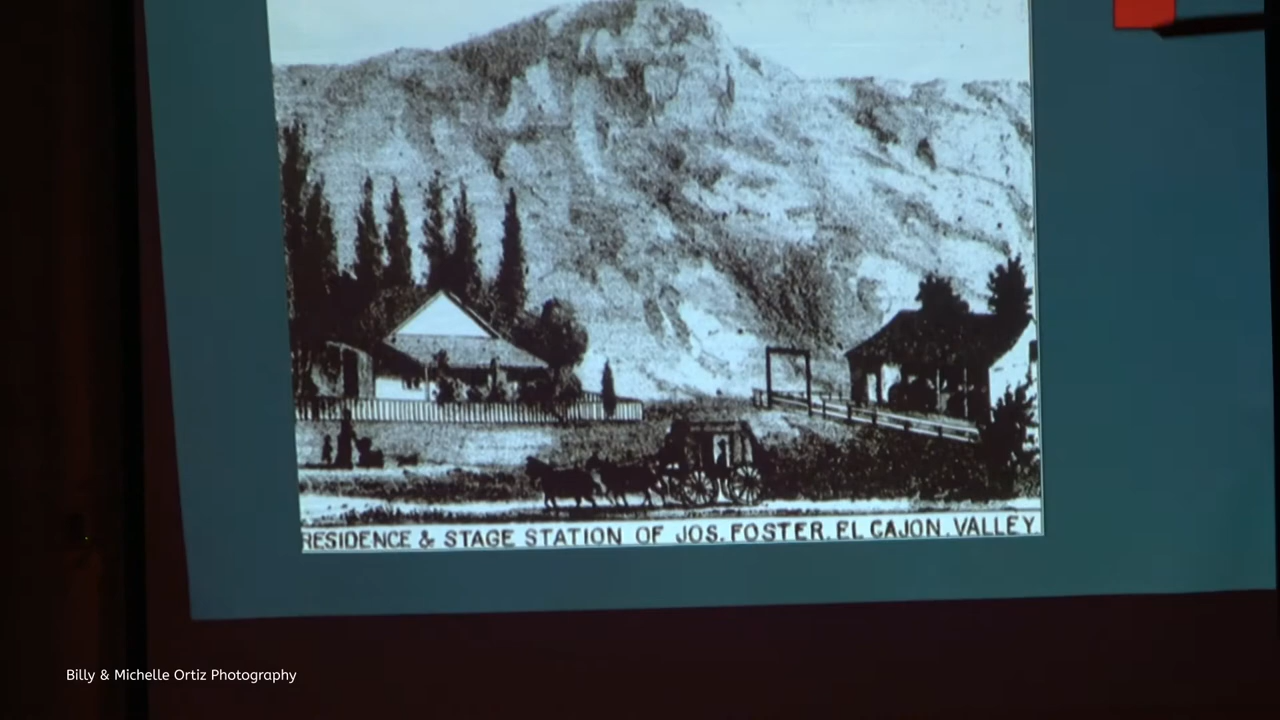 RESIDENCE & STAGE STATION OF JOS. FOSTER. EL CAJON. VALLEY.
Billy & Michelle Ortiz Photography